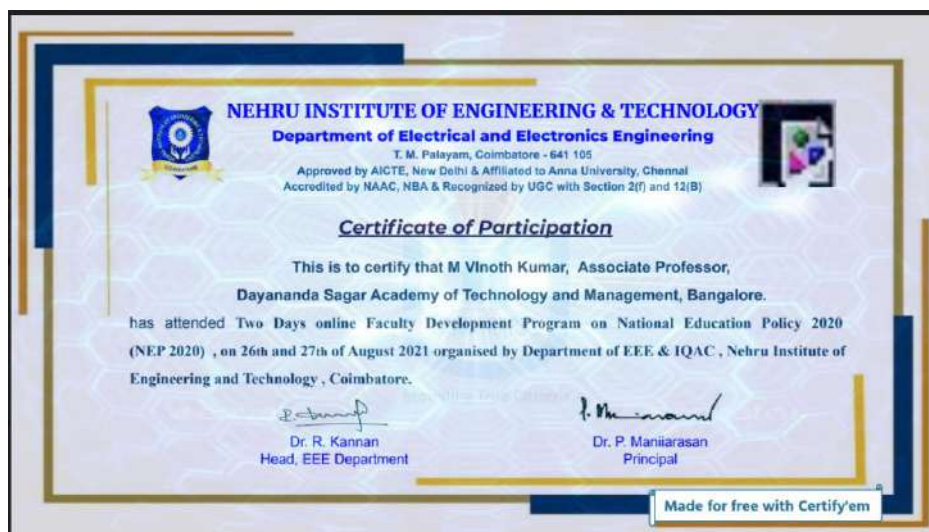 NEHRU INSTITUTE OF ENGINEERING & TECHNOLOGY
Department of Electrical and Electronics Engineering
T. M. Palayam, Coimbatore - 641 105
Approved by AICTE, New Delhi & Affiliated to Anna University, Chennai
Accredited by NAAC, NBA & Recognized by UGC with Section 2(f) and 12(B)
Certificate of Participation
This is to certify that M VInoth Kumar, Associate Professor,
Dayananda Sagar Academy of Technology and Management, Bangalore.
has attended Two Days online Faculty Development Program on National Education Policy 2020
(NEP 2020) , on 26th and 27th of August 2021 organised by Department of EEE & IQAC , Nehru Institute of
Engineering and Technology , Coimbatore.
Dr. R. Kannan
Head, EEE Department
Dr. P. Maniiarasan
Principal
Made for free with Certify'em